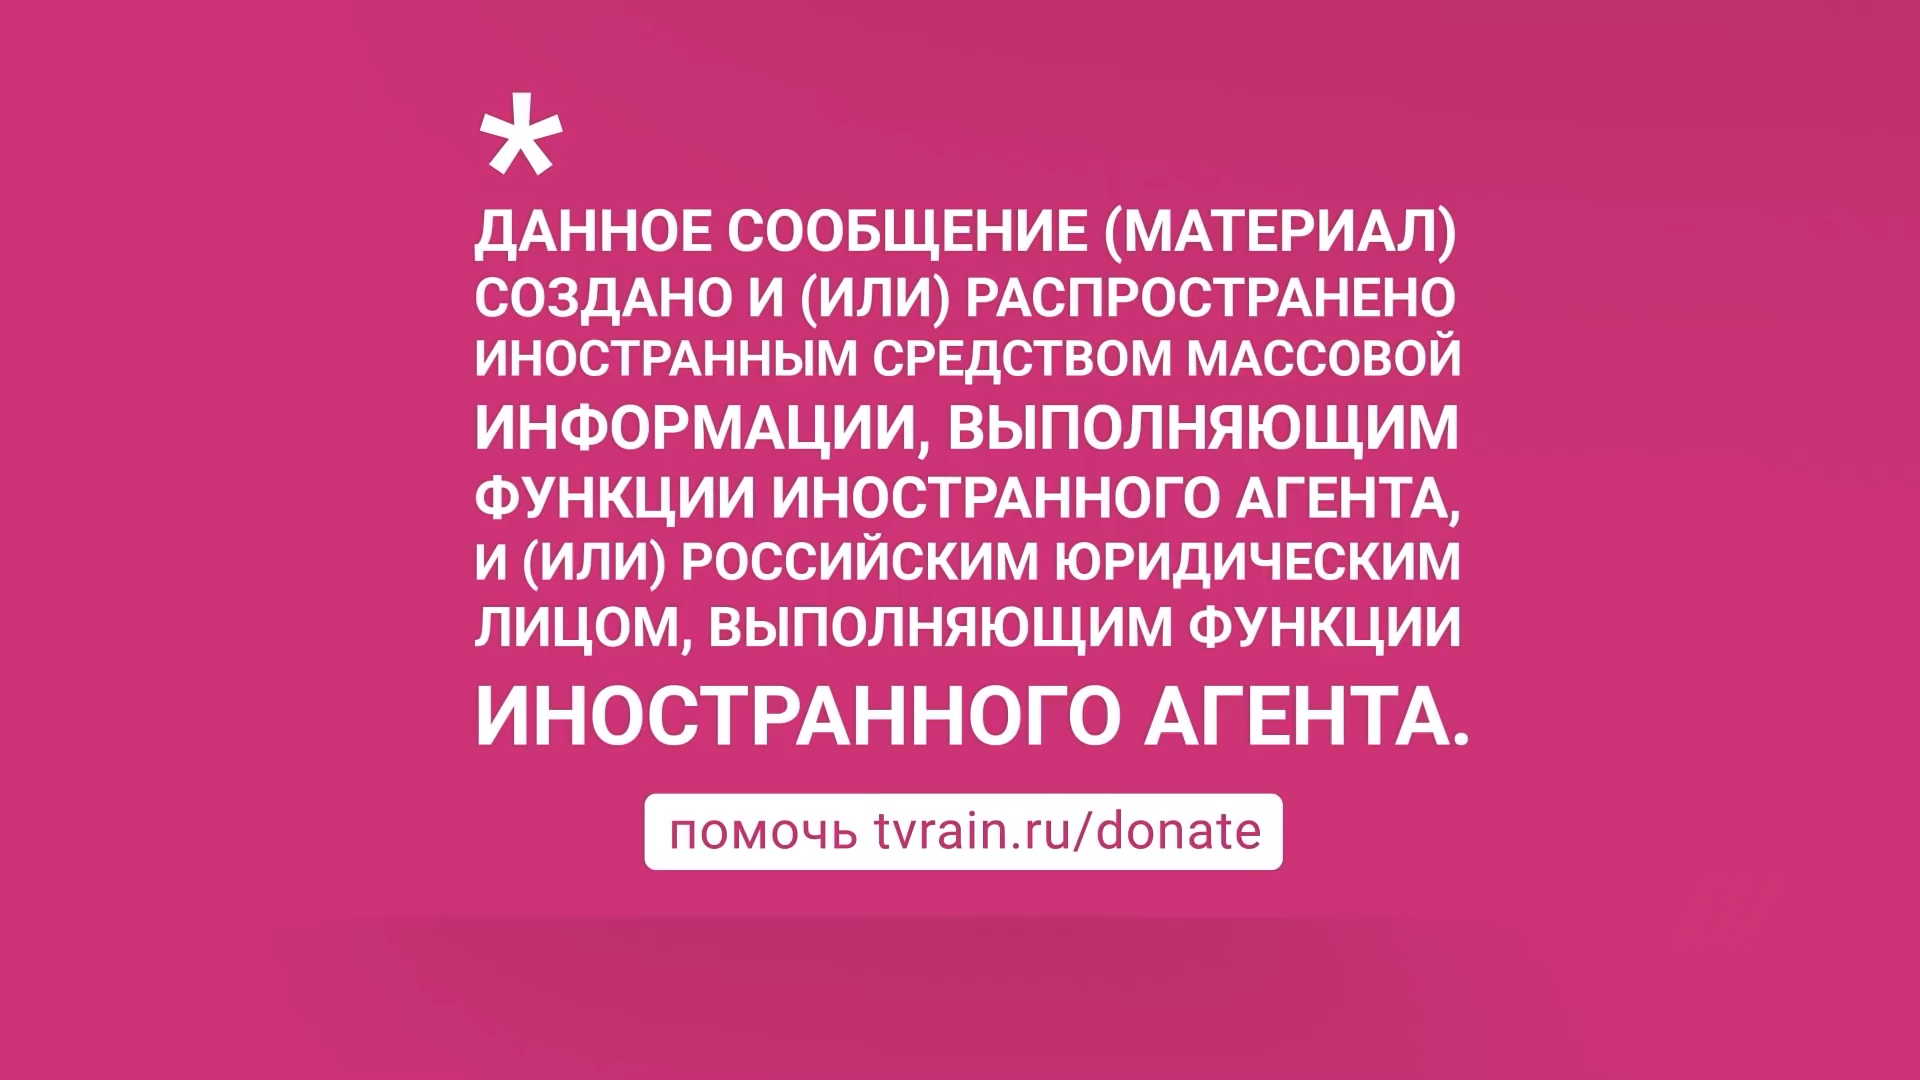 *
ДАННОЕ СООБЩЕНИЕ (МАТЕРИАЛ)
СОЗДАНО И (ИЛИ) РАСПРОСТРАНЕНО
ИНОСТРАННЫМ СРЕДСТВОМ МАССОВОЙ
ИНФОРМАЦИИ, ВЫПОЛНЯЮЩИМ
ФУНКЦИИ ИНОСТРАННОГО АГЕНТА,
И (ИЛИ) РОССИЙСКИМ ЮРИДИЧЕСКИМ
ЛИЦОМ, ВЫПОЛНЯЮЩИМ ФУНКЦИИ
ИНОСТРАННОГО АГЕНТА.
помочь tvrain.ru/donate